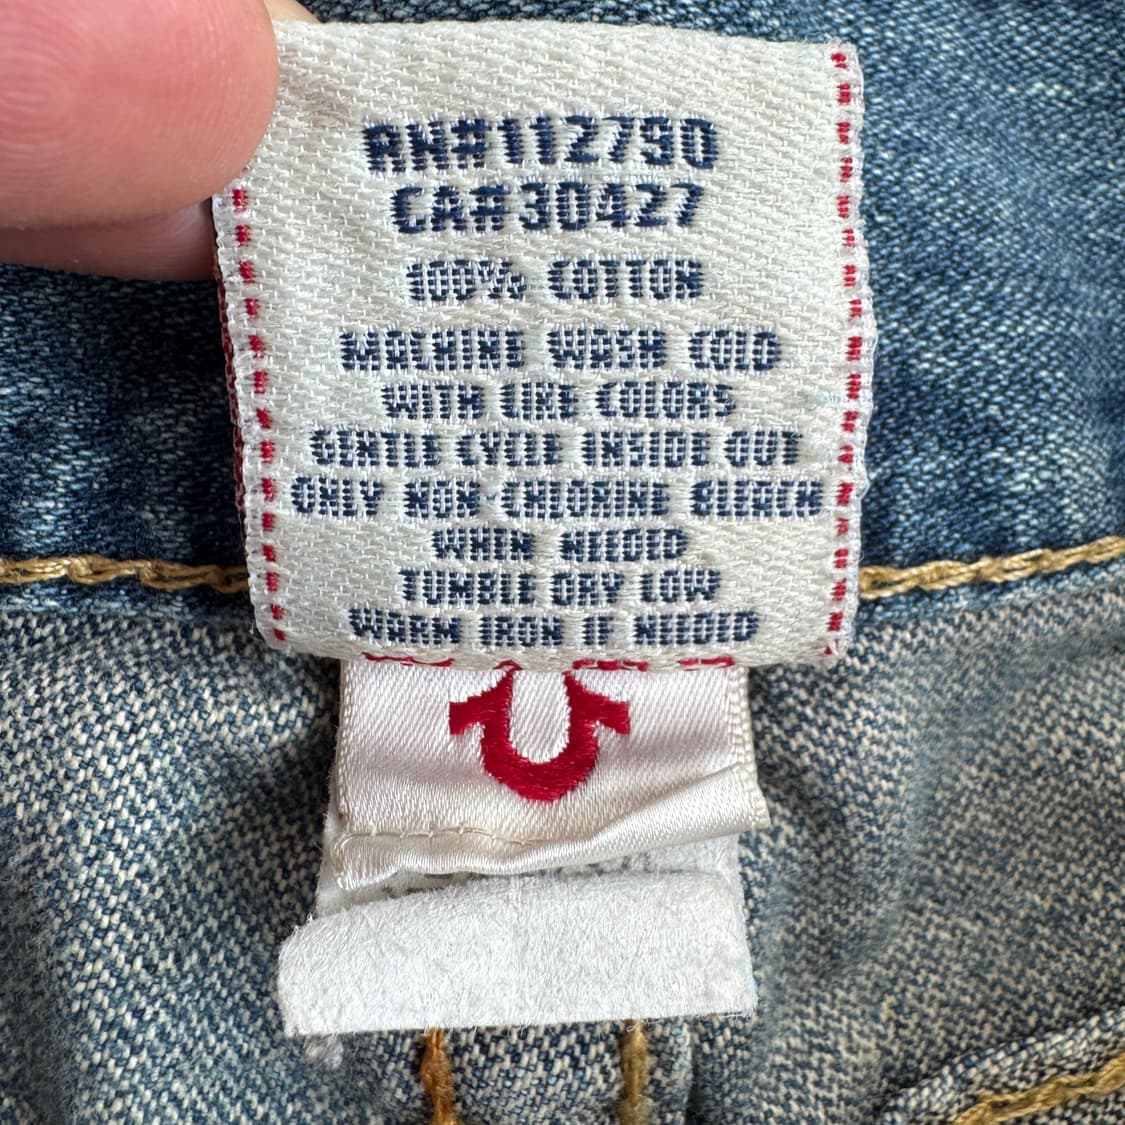 RN#112790
CA#30427
100% COTTON
MACHINE WASH COLD
WITH LIKE COLORS
GENTLE CYCLE INSIDE OUT
ONLY NON-CHLORINE BLEACH
WHEN NEEDED
TUMBLE DRY LOW
WARM IRON IF NEEDED